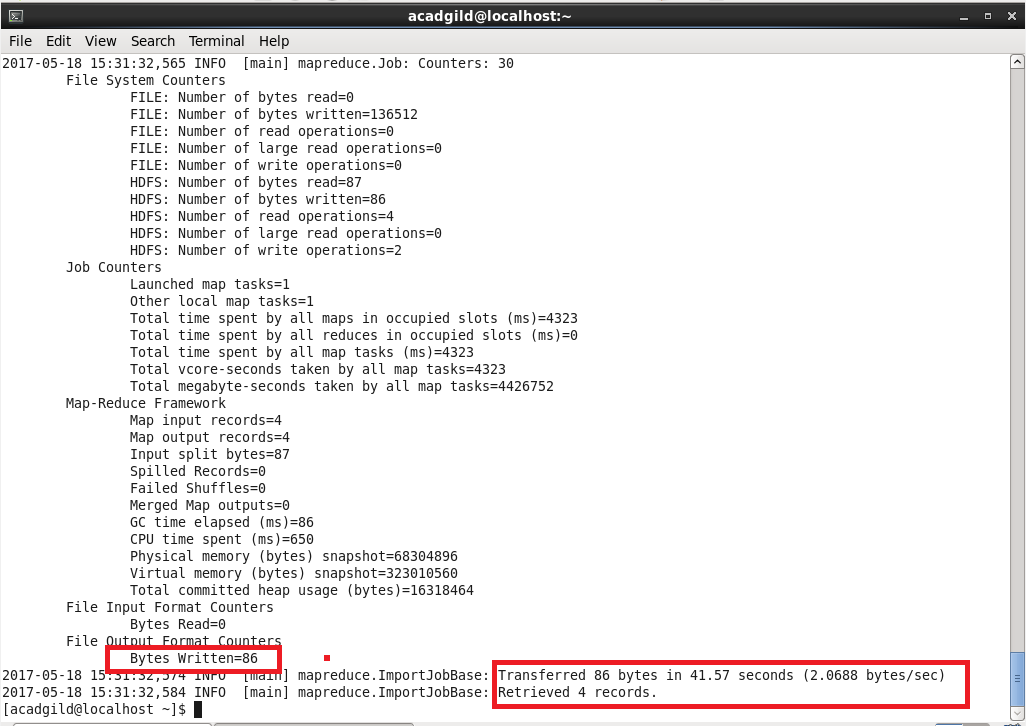 acadgild@localhost:~
File Edit View Search Terminal Help
2017-05-18 15:31:32,565 INFO  [main] mapreduce.Job: Counters: 30
File System Counters
FILE: Number of bytes read=0
FILE: Number of bytes written=136512
FILE: Number of read operations=0
FILE: Number of large read operations=0
FILE: Number of write operations=0
HDFS: Number of bytes read=87
HDFS: Number of bytes written=86
HDFS: Number of read operations=4
HDFS: Number of large read operations=0
HDFS: Number of write operations=2
Job Counters
Launched map tasks=1
Other local map tasks=1
Total time spent by all maps in occupied slots (ms)=4323
Total time spent by all reduces in occupied slots (ms)=0
Total time spent by all map tasks (ms)=4323
Total vcore-seconds taken by all map tasks=4323
Total megabyte-seconds taken by all map tasks=4426752
Map-Reduce Framework
Map input records=4
Map output records=4
Input split bytes=87
Spilled Records=0
Failed Shuffles=0
Merged Map outputs=0
GC time elapsed (ms)=86
CPU time spent (ms)=650
Physical memory (bytes) snapshot=68304896
Virtual memory (bytes) snapshot=323010560
Total committed heap usage (bytes)=16318464
File Input Format Counters
Bytes Read=0
File Output Format Counters
Bytes Written=86
2017-05-18 15:31:32,574 INFO  [main] mapreduce.ImportJobBase: Transferred 86 bytes in 41.57 seconds (2.0688 bytes/sec)
2017-05-18 15:31:32,584 INFO  [main] mapreduce.ImportJobBase: Retrieved 4 records.
[acadgild@localhost ~]$